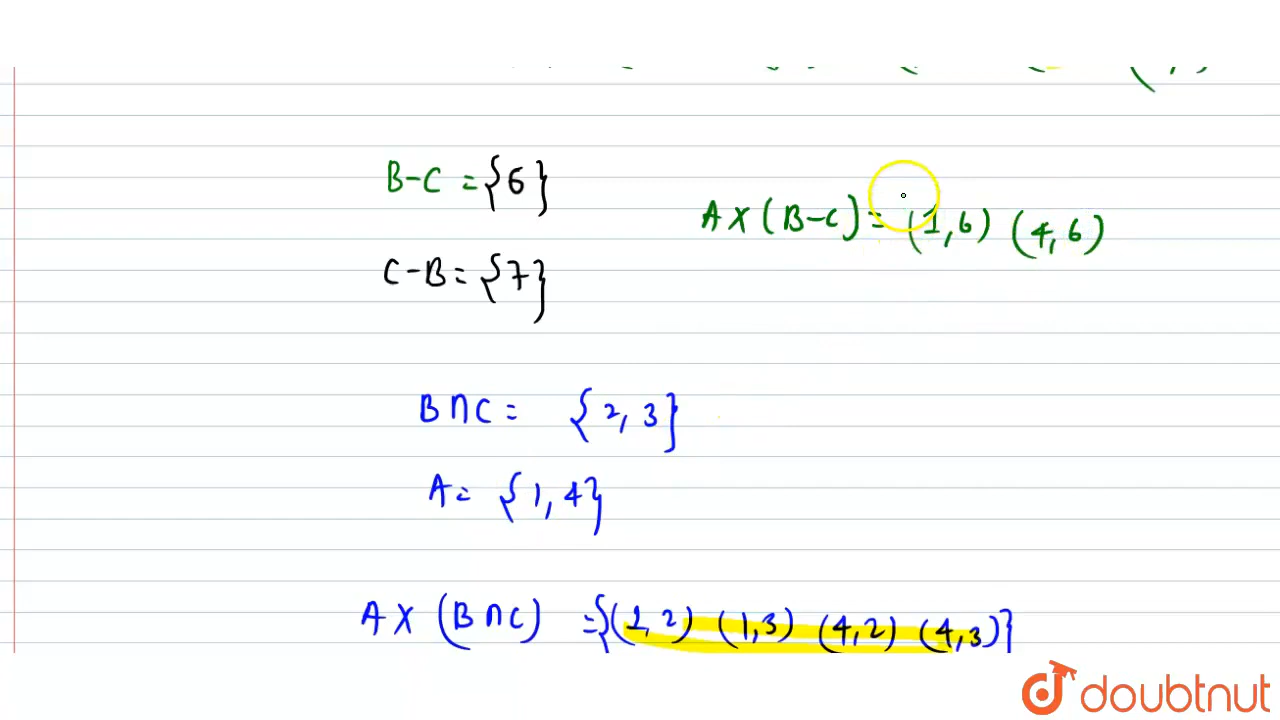 B-C = {6}
A X (B-C) = (1,6) (4,6)
C-B = {7}
B∩C = {2, 3}
A = {1, 4}
A X (B∩C) = {(1,2) (1,3) (4,2) (4,3)}
doubtnut